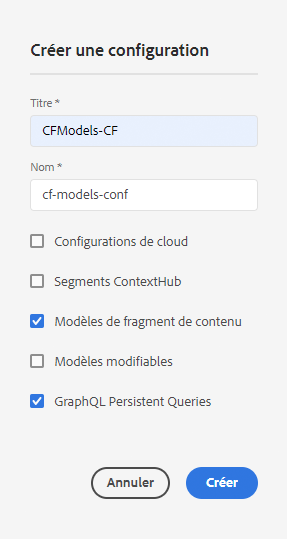 Créer une configuration
Titre *
CFModels-CF
Nom *
cf-models-conf
Configurations de cloud
Segments ContextHub
Modèles de fragment de contenu
Modèles modifiables
GraphQL Persistent Queries
Annuler
Créer